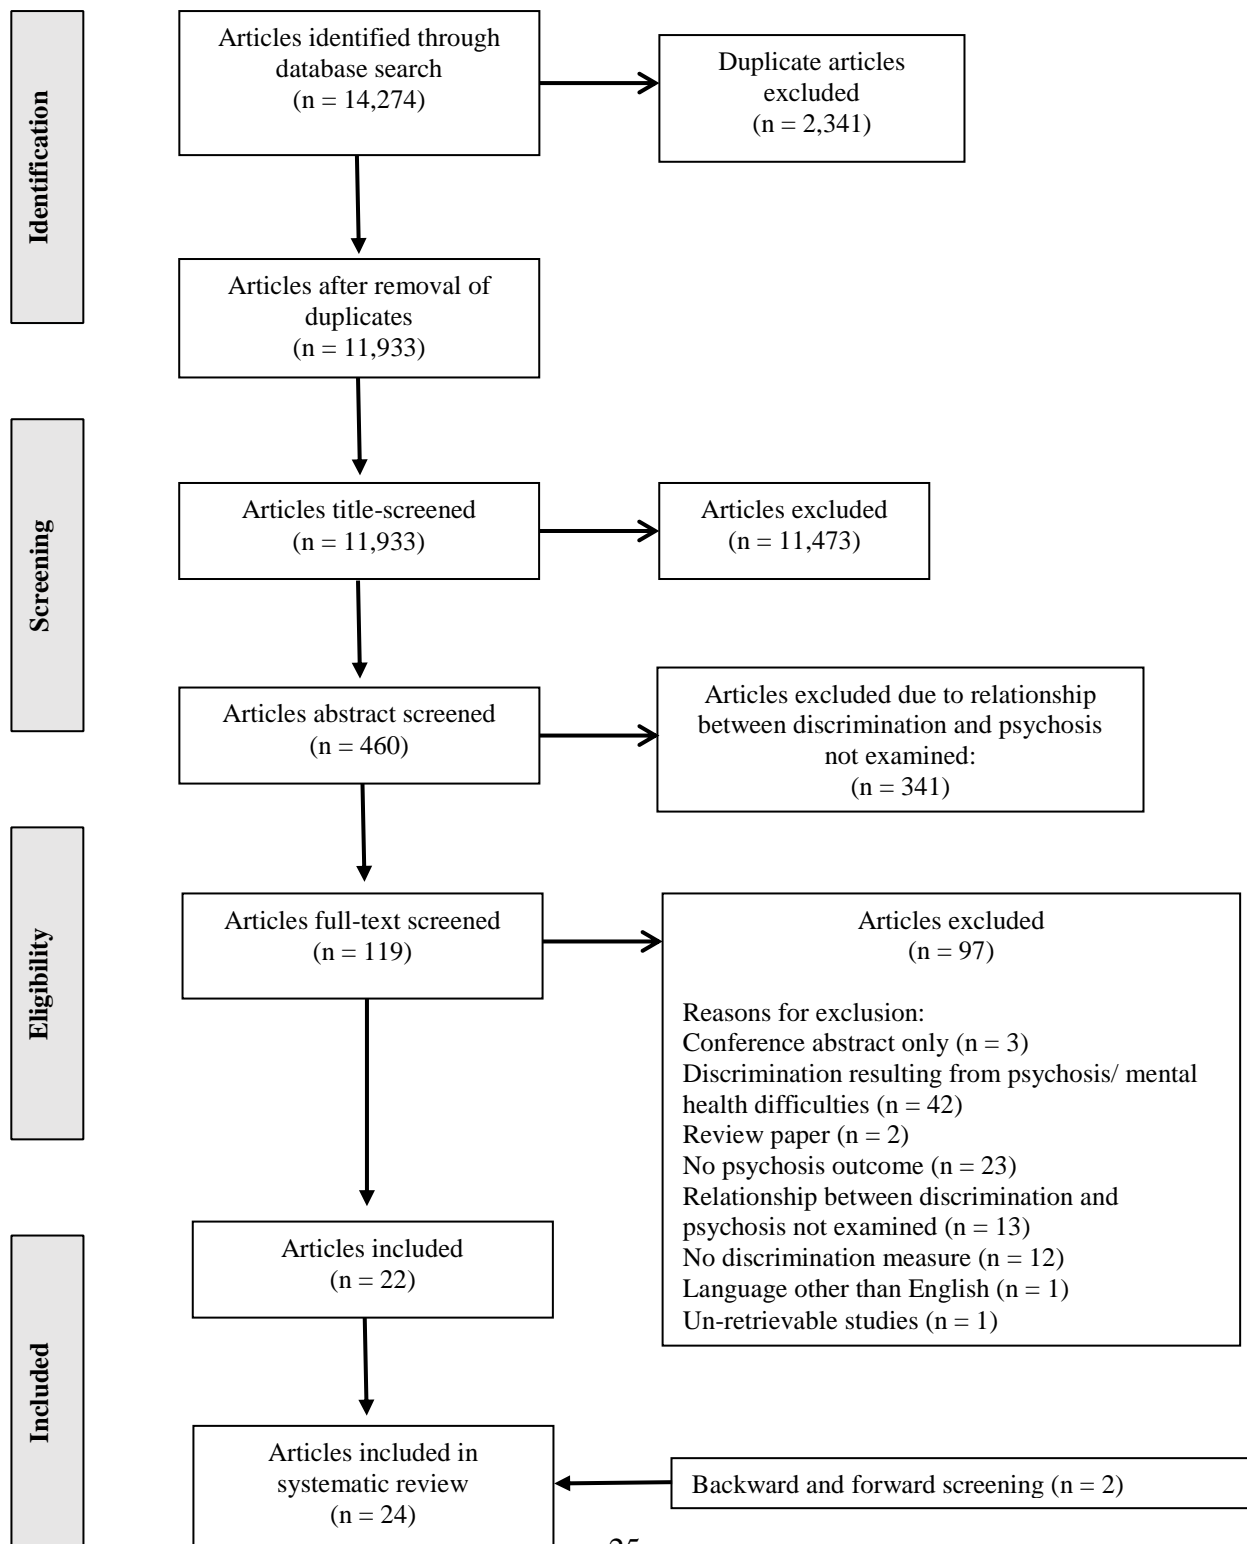 Identification
Articles identified through
database search
(n = 14,274)
Duplicate articles
excluded
(n = 2,341)
Articles after removal of
duplicates
(n = 11,933)
Screening
Articles title-screened
(n = 11,933)
Articles excluded
(n = 11,473)
Articles abstract screened
(n = 460)
Articles excluded due to relationship
between discrimination and psychosis
not examined:
(n = 341)
Eligibility
Articles full-text screened
(n = 119)
Articles excluded
(n = 97)
Reasons for exclusion:
Conference abstract only (n = 3)
Discrimination resulting from psychosis/ mental
health difficulties (n = 42)
Review paper (n = 2)
No psychosis outcome (n = 23)
Relationship between discrimination and
psychosis not examined (n = 13)
No discrimination measure (n = 12)
Language other than English (n = 1)
Un-retrievable studies (n = 1)
Included
Articles included
(n = 22)
Articles included in
systematic review
(n = 24)
Backward and forward screening (n = 2)
25